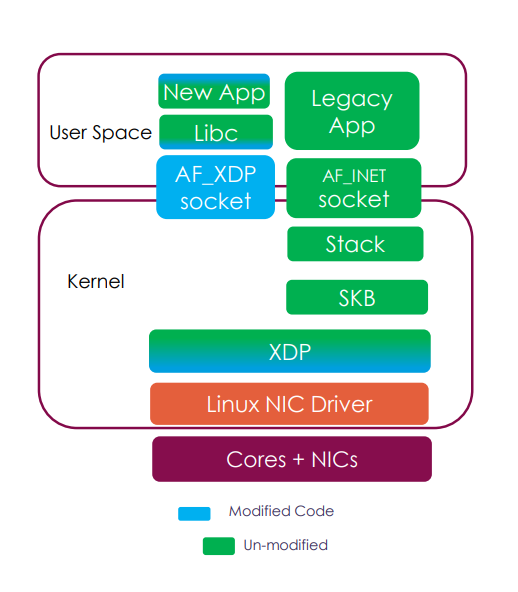 New App
Legacy
App
User Space
Libc
AF_XDP
socket
AF_INET
socket
Stack
Kernel
SKB
XDP
Linux NIC Driver
Cores + NICs
Modified Code
Un-modified